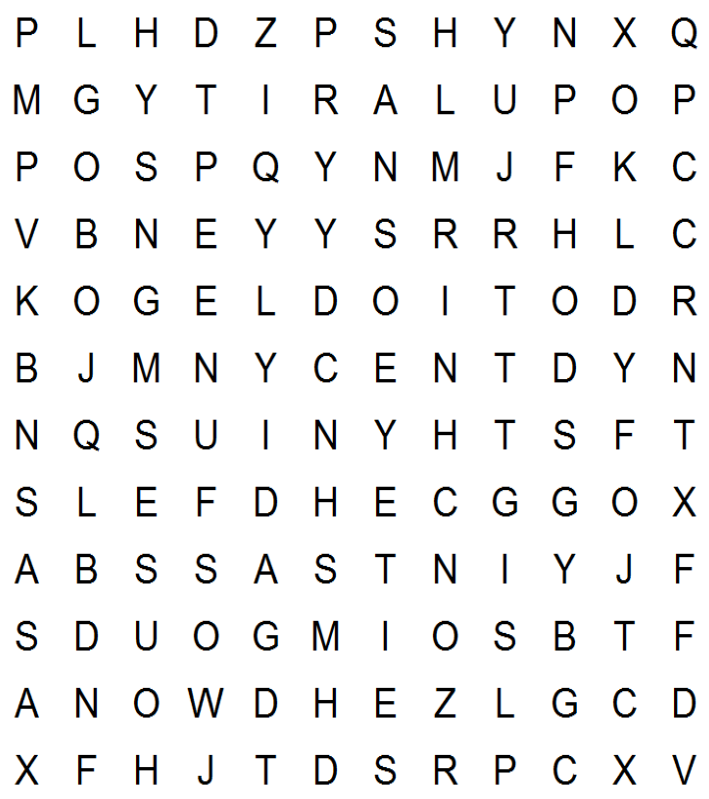 P L H D Z P S H Y N X Q
M G Y T I R A L U P O P
P O S P Q Y N M J F K C
V B N E Y Y S R R H L C
K O G E L D O I T O D R
B J M N Y C E N T D Y N
N Q S U I N Y H T S F T
S L E F D H E C G G O X
A B S S A S T N I Y J F
S D U O G M I O S B T F
A N O W D H E Z L G C D
X F H J T D S R P C X V